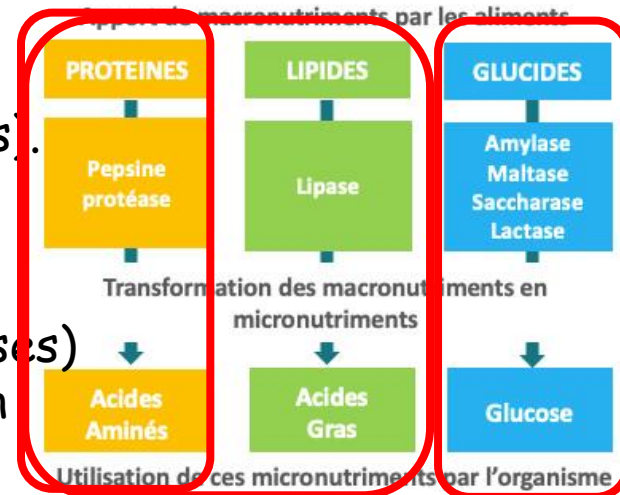 Apport de macronutriments par les aliments
PROTEINES LIPIDES GLUCIDES
s).
Pepsine
protéase
Lipase
Amylase
Maltase
Saccharase
Lactase
Transformation des macronutriments en
micronutriments
ses)
Acides
Aminés
Acides
Gras
Glucose
Utilisation de ces micronutriments par l'organisme